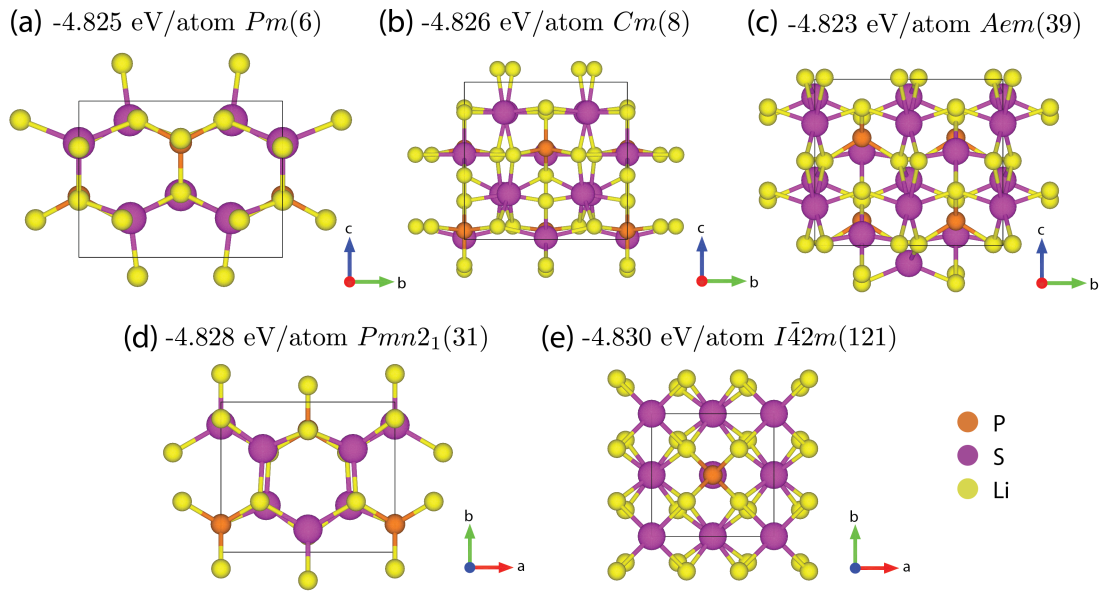 (a) -4.825 eV/atom Pm(6)
(b) -4.826 eV/atom Cm(8)
(c) -4.823 eV/atom Aem(39)
c
b
c
b
c
b
(d) -4.828 eV/atom Pmn2₁(31)
(e) -4.830 eV/atom I4̄2m(121)
P
S
Li
b
a
b
a